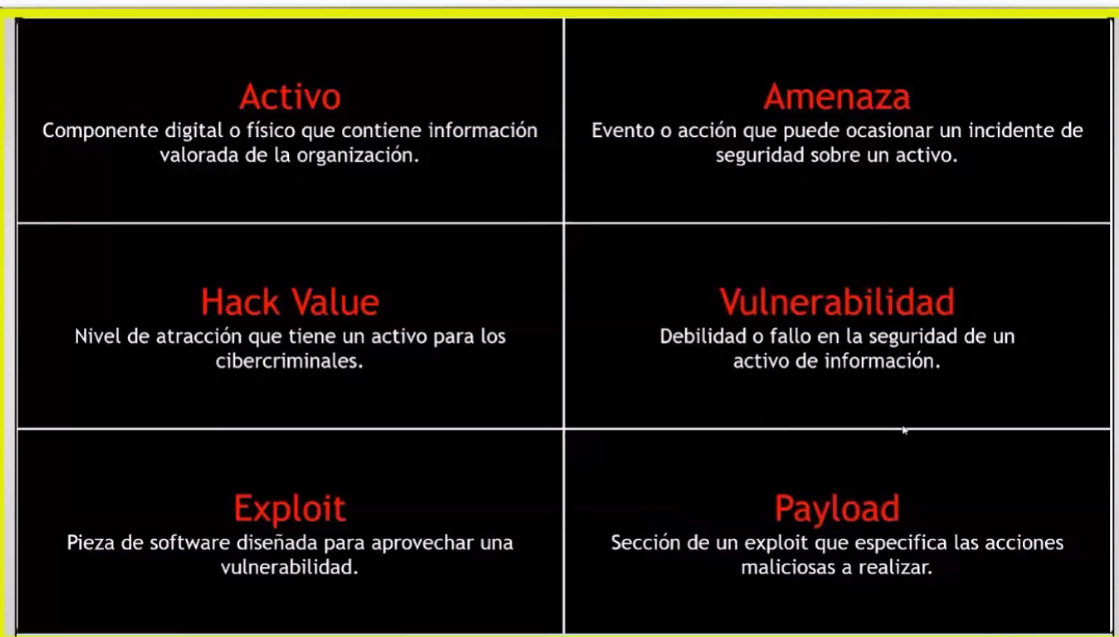 Activo
Componente digital o físico que contiene información
valorada de la organización.
Amenaza
Evento o acción que puede ocasionar un incidente de
seguridad sobre un activo.
Hack Value
Nivel de atracción que tiene un activo para los
cibercriminales.
Vulnerabilidad
Debilidad o fallo en la seguridad de un
activo de información.
Exploit
Pieza de software diseñada para aprovechar una
vulnerabilidad.
Payload
Sección de un exploit que especifica las acciones
maliciosas a realizar.